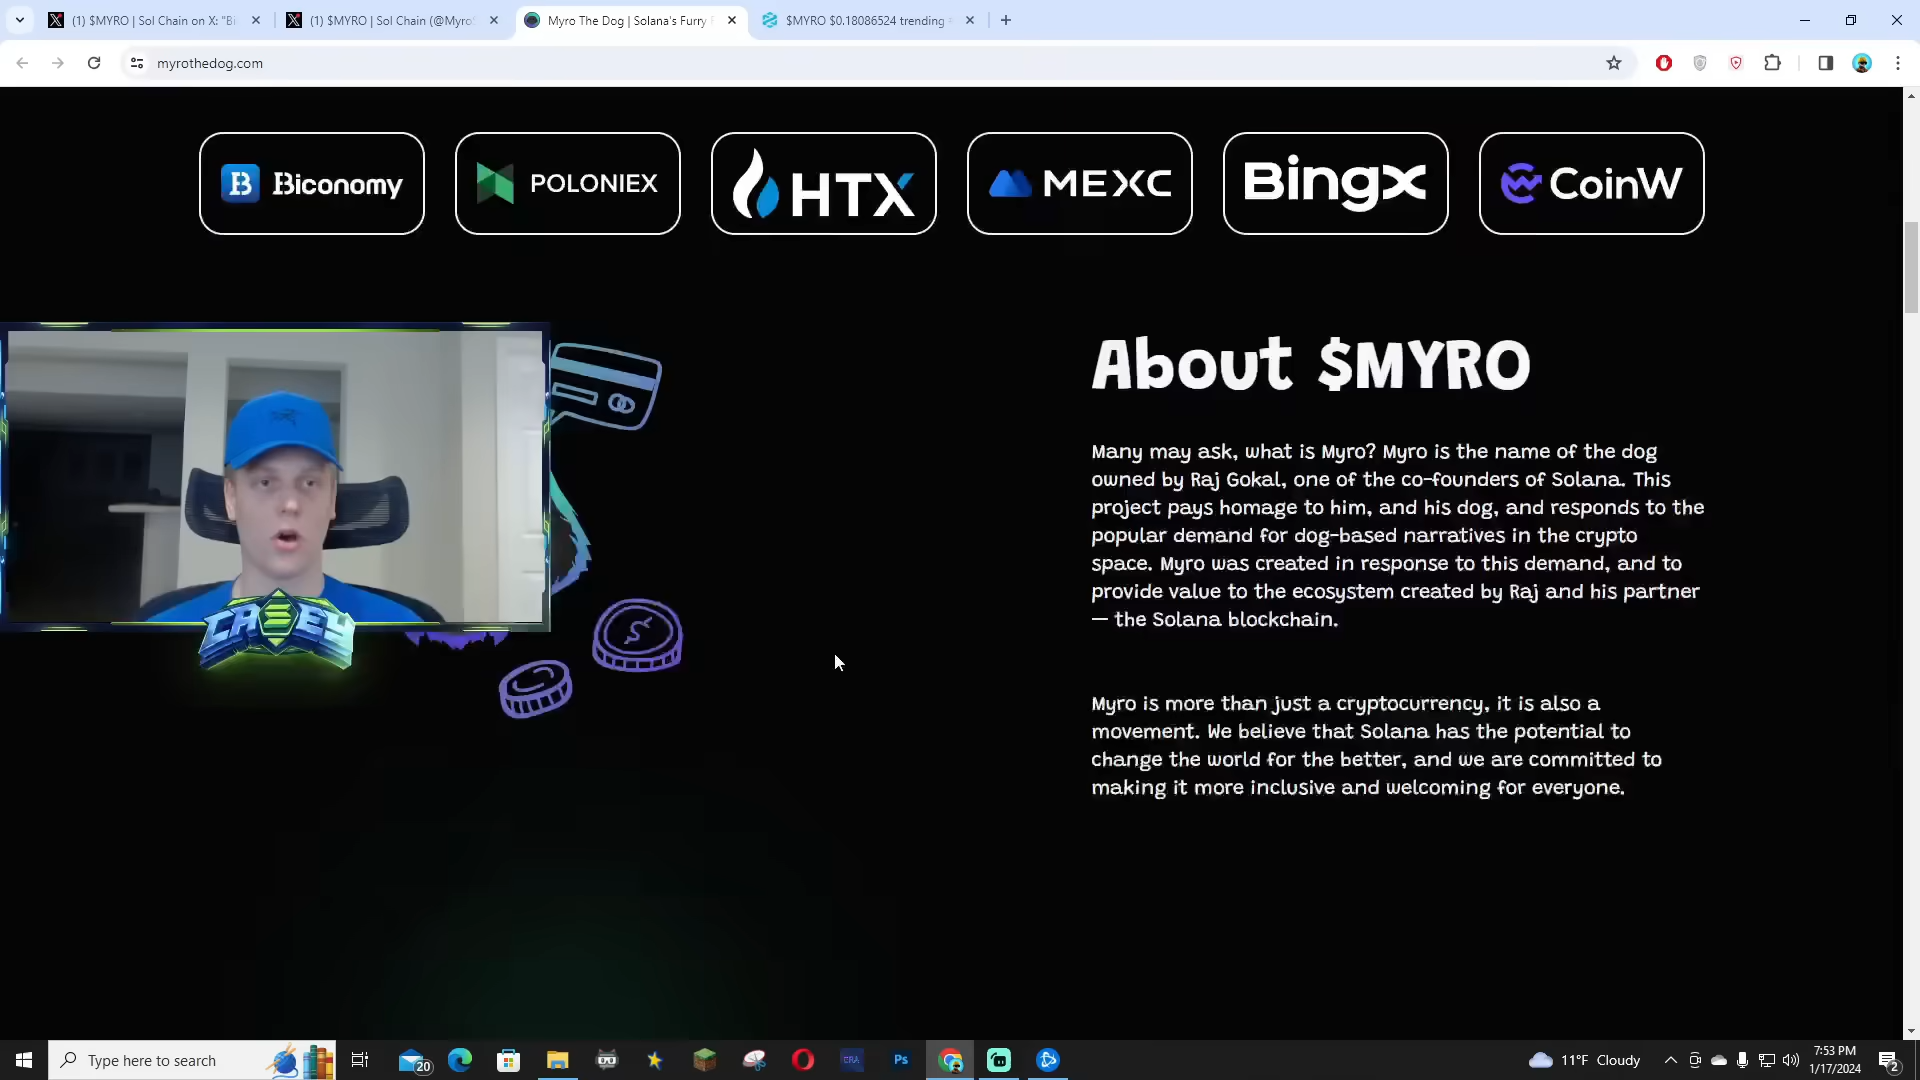 (1) $MYRO | Sol Chain on X: "Bi
(1) $MYRO | Sol Chain (@Myro
Myro The Dog | Solana's Furry F
$MYRO $0.18086524 trending
myrothedog.com
Biconomy
POLONIEX
HTX
MEXC
BingX
CoinW
About $MYRO
Many may ask, what is Myro? Myro is the name of the dog
owned by Raj Gokal, one of the co-founders of Solana. This
project pays homage to him, and his dog, and responds to the
popular demand for dog-based narratives in the crypto
space. Myro was created in response to this demand, and to
provide value to the ecosystem created by Raj and his partner
— the Solana blockchain.
Myro is more than just a cryptocurrency, it is also a
movement. We believe that Solana has the potential to
change the world for the better, and we are committed to
making it more inclusive and welcoming for everyone.
CASEY
Type here to search
20
CRA
Ps
11°F Cloudy
7:53 PM
1/17/2024
2